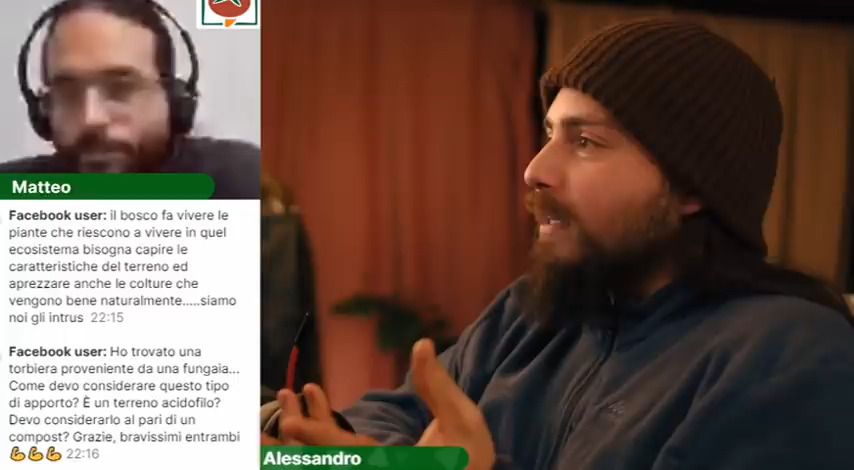 Matteo
Facebook user: il bosco fa vivere le
piante che riescono a vivere in quel
ecosistema bisogna capire le
caratteristiche del terreno ed
aprezzare anche le colture che
vengono bene naturalmente.....siamo
noi gli intrus 22:15
Facebook user: Ho trovato una
torbiera proveniente da una fungaia...
Come devo considerare questo tipo
di apporto? È un terreno acidofilo?
Devo considerarlo al pari di un
compost? Grazie, bravissimi entrambi
💪💪💪 22:16
Alessandro